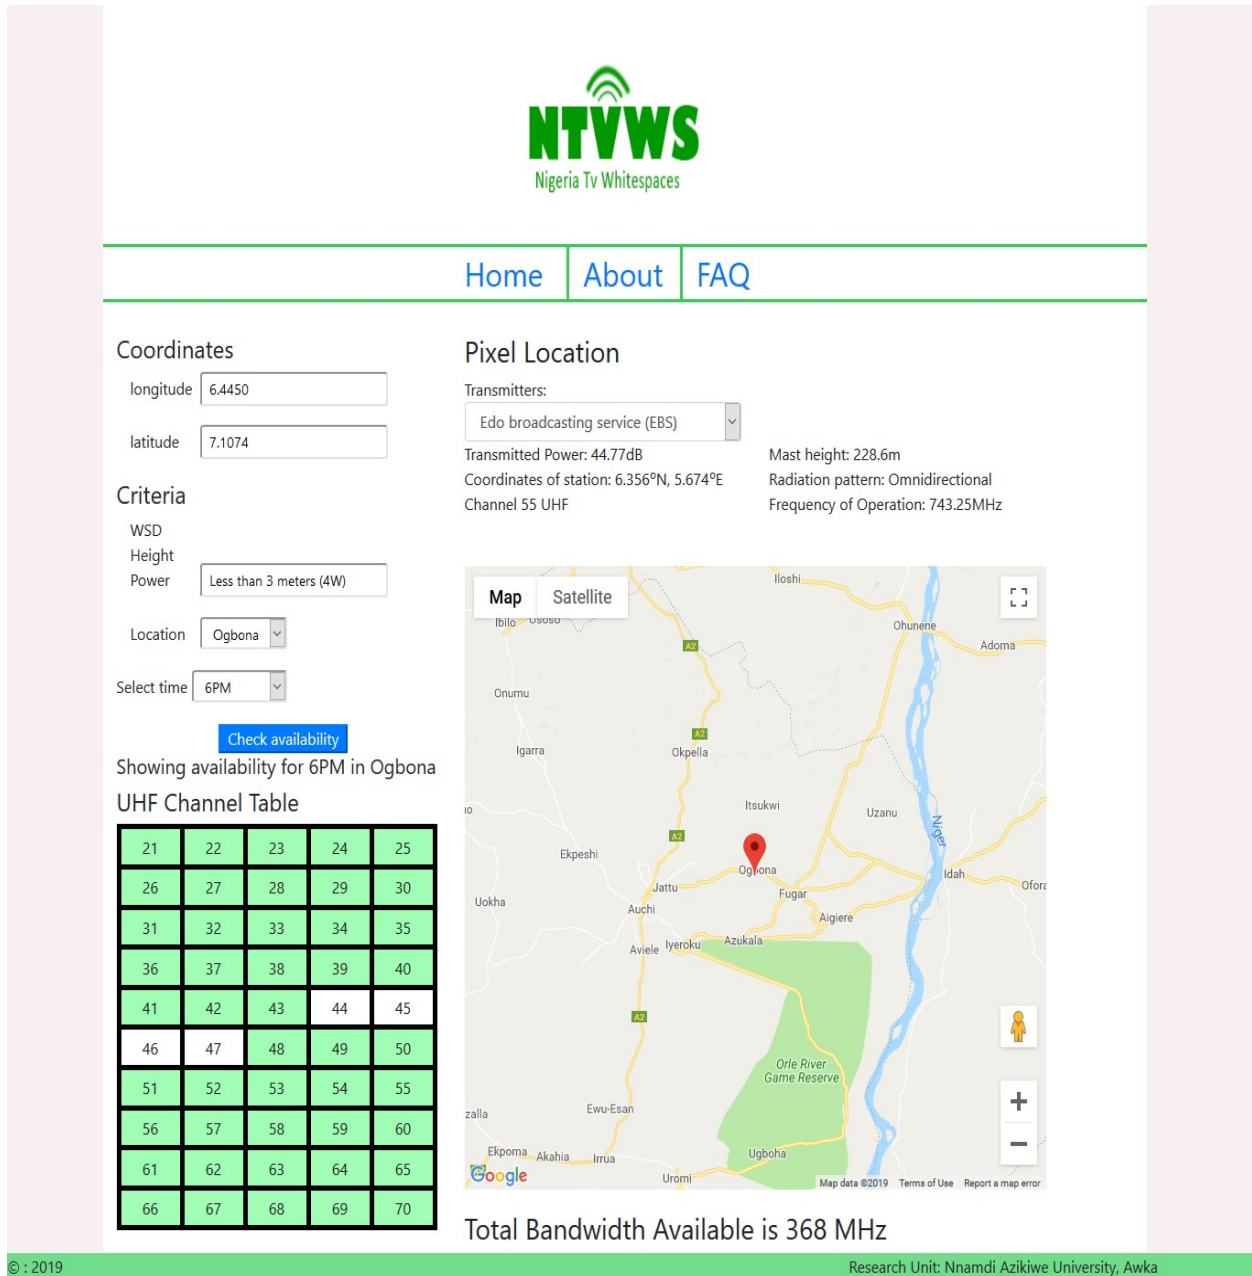 NTVWS
Nigeria Tv Whitespaces
Home About FAQ
Coordinates
longitude 6.4450
latitude 7.1074
Criteria
WSD
Height
Power Less than 3 meters (4W)
Location Ogbona
Select time 6PM
Check availability
Showing availability for 6PM in Ogbona
UHF Channel Table
21 22 23 24 25
26 27 28 29 30
31 32 33 34 35
36 37 38 39 40
41 42 43 44 45
46 47 48 49 50
51 52 53 54 55
56 57 58 59 60
61 62 63 64 65
66 67 68 69 70
Pixel Location
Transmitters:
Edo broadcasting service (EBS)
Transmitted Power: 44.77dB Mast height: 228.6m
Coordinates of station: 6.356⁰N, 5.674⁰E Radiation pattern: Omnidirectional
Channel 55 UHF Frequency of Operation: 743.25MHz
Map Satellite
Iloshi
Ibilo Ososo
Ohunene
A2
Adoma
Onumu
A2
Igarra
Okpella
Itsukwi
Uzanu
Niger
A2
Ekpeshi
Ogbona
Idah
Jattu
Fugar
Ofora
Uokha
Auchi
Aigiere
Aviele Iyeroku Azukala
A2
Orle River
Game Reserve
zalla
Ewu-Esan
Ekpoma Akahia Irrua
Ugboha
Uromi
Google
Map data ©2019 Terms of Use Report a map error
Total Bandwidth Available is 368 MHz
© : 2019 Research Unit: Nnamdi Azikiwe University, Awka